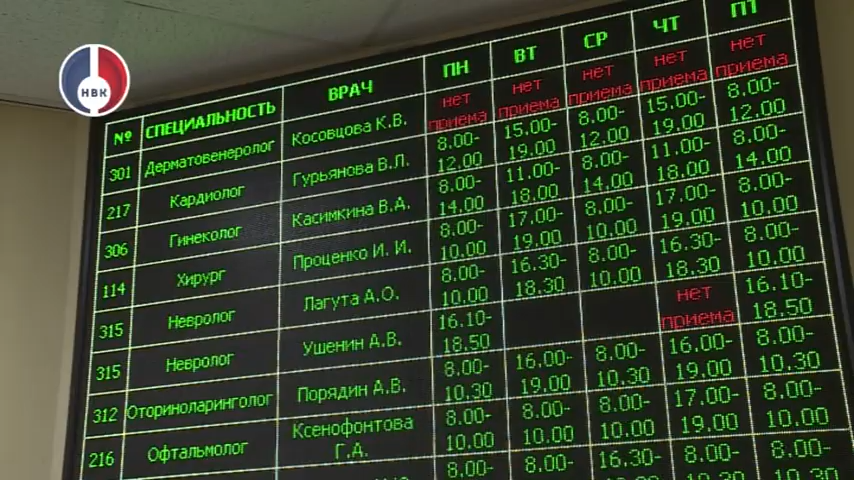 НВК
№ СПЕЦИАЛЬНОСТЬ ВРАЧ ПН ВТ СР ЧТ ПТ
301 Дерматовенеролог Косовцова К.В. нет нет нет нет нет
приема приема приема приема приема
217 Кардиолог Гурьянова В.Л. 8.00- 15.00- 8.00- 15.00- 8.00-
12.00 19.00 12.00 19.00 12.00
306 Гинеколог Касимкина В.А. 8.00- 11.00- 8.00- 11.00- 8.00-
14.00 18.00 14.00 18.00 14.00
114 Хирург Проценко И. И. 8.00- 17.00- 8.00- 17.00- 8.00-
10.00 19.00 10.00 19.00 10.00
315 Невролог Лагута А.О. 8.00- 16.30- 8.00- 16.30- 8.00-
10.00 18.30 10.00 18.30 10.00
315 Невролог Ушенин А.В. 16.10- нет 16.10-
18.50 приема 18.50
312 Оториноларинголог Порядин А.В. 8.00- 16.00- 8.00- 16.00- 8.00-
10.30 19.00 10.30 19.00 10.30
216 Офтальмолог Ксенофонтова 8.00- 8.00- 8.00- 17.00- 8.00-
Г.А. 10.00 10.00 10.00 19.00 10.00
8.00- 8.00- 16.30- 8.00- 8.00-